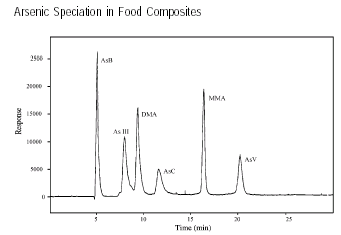 Arsenic Speciation in Food Composites
AsB
2500
20000
MMA
DMA
15000
As III
Response
10000
AsV
AsC
5000
0
5
10
15
20
25
Time (min)